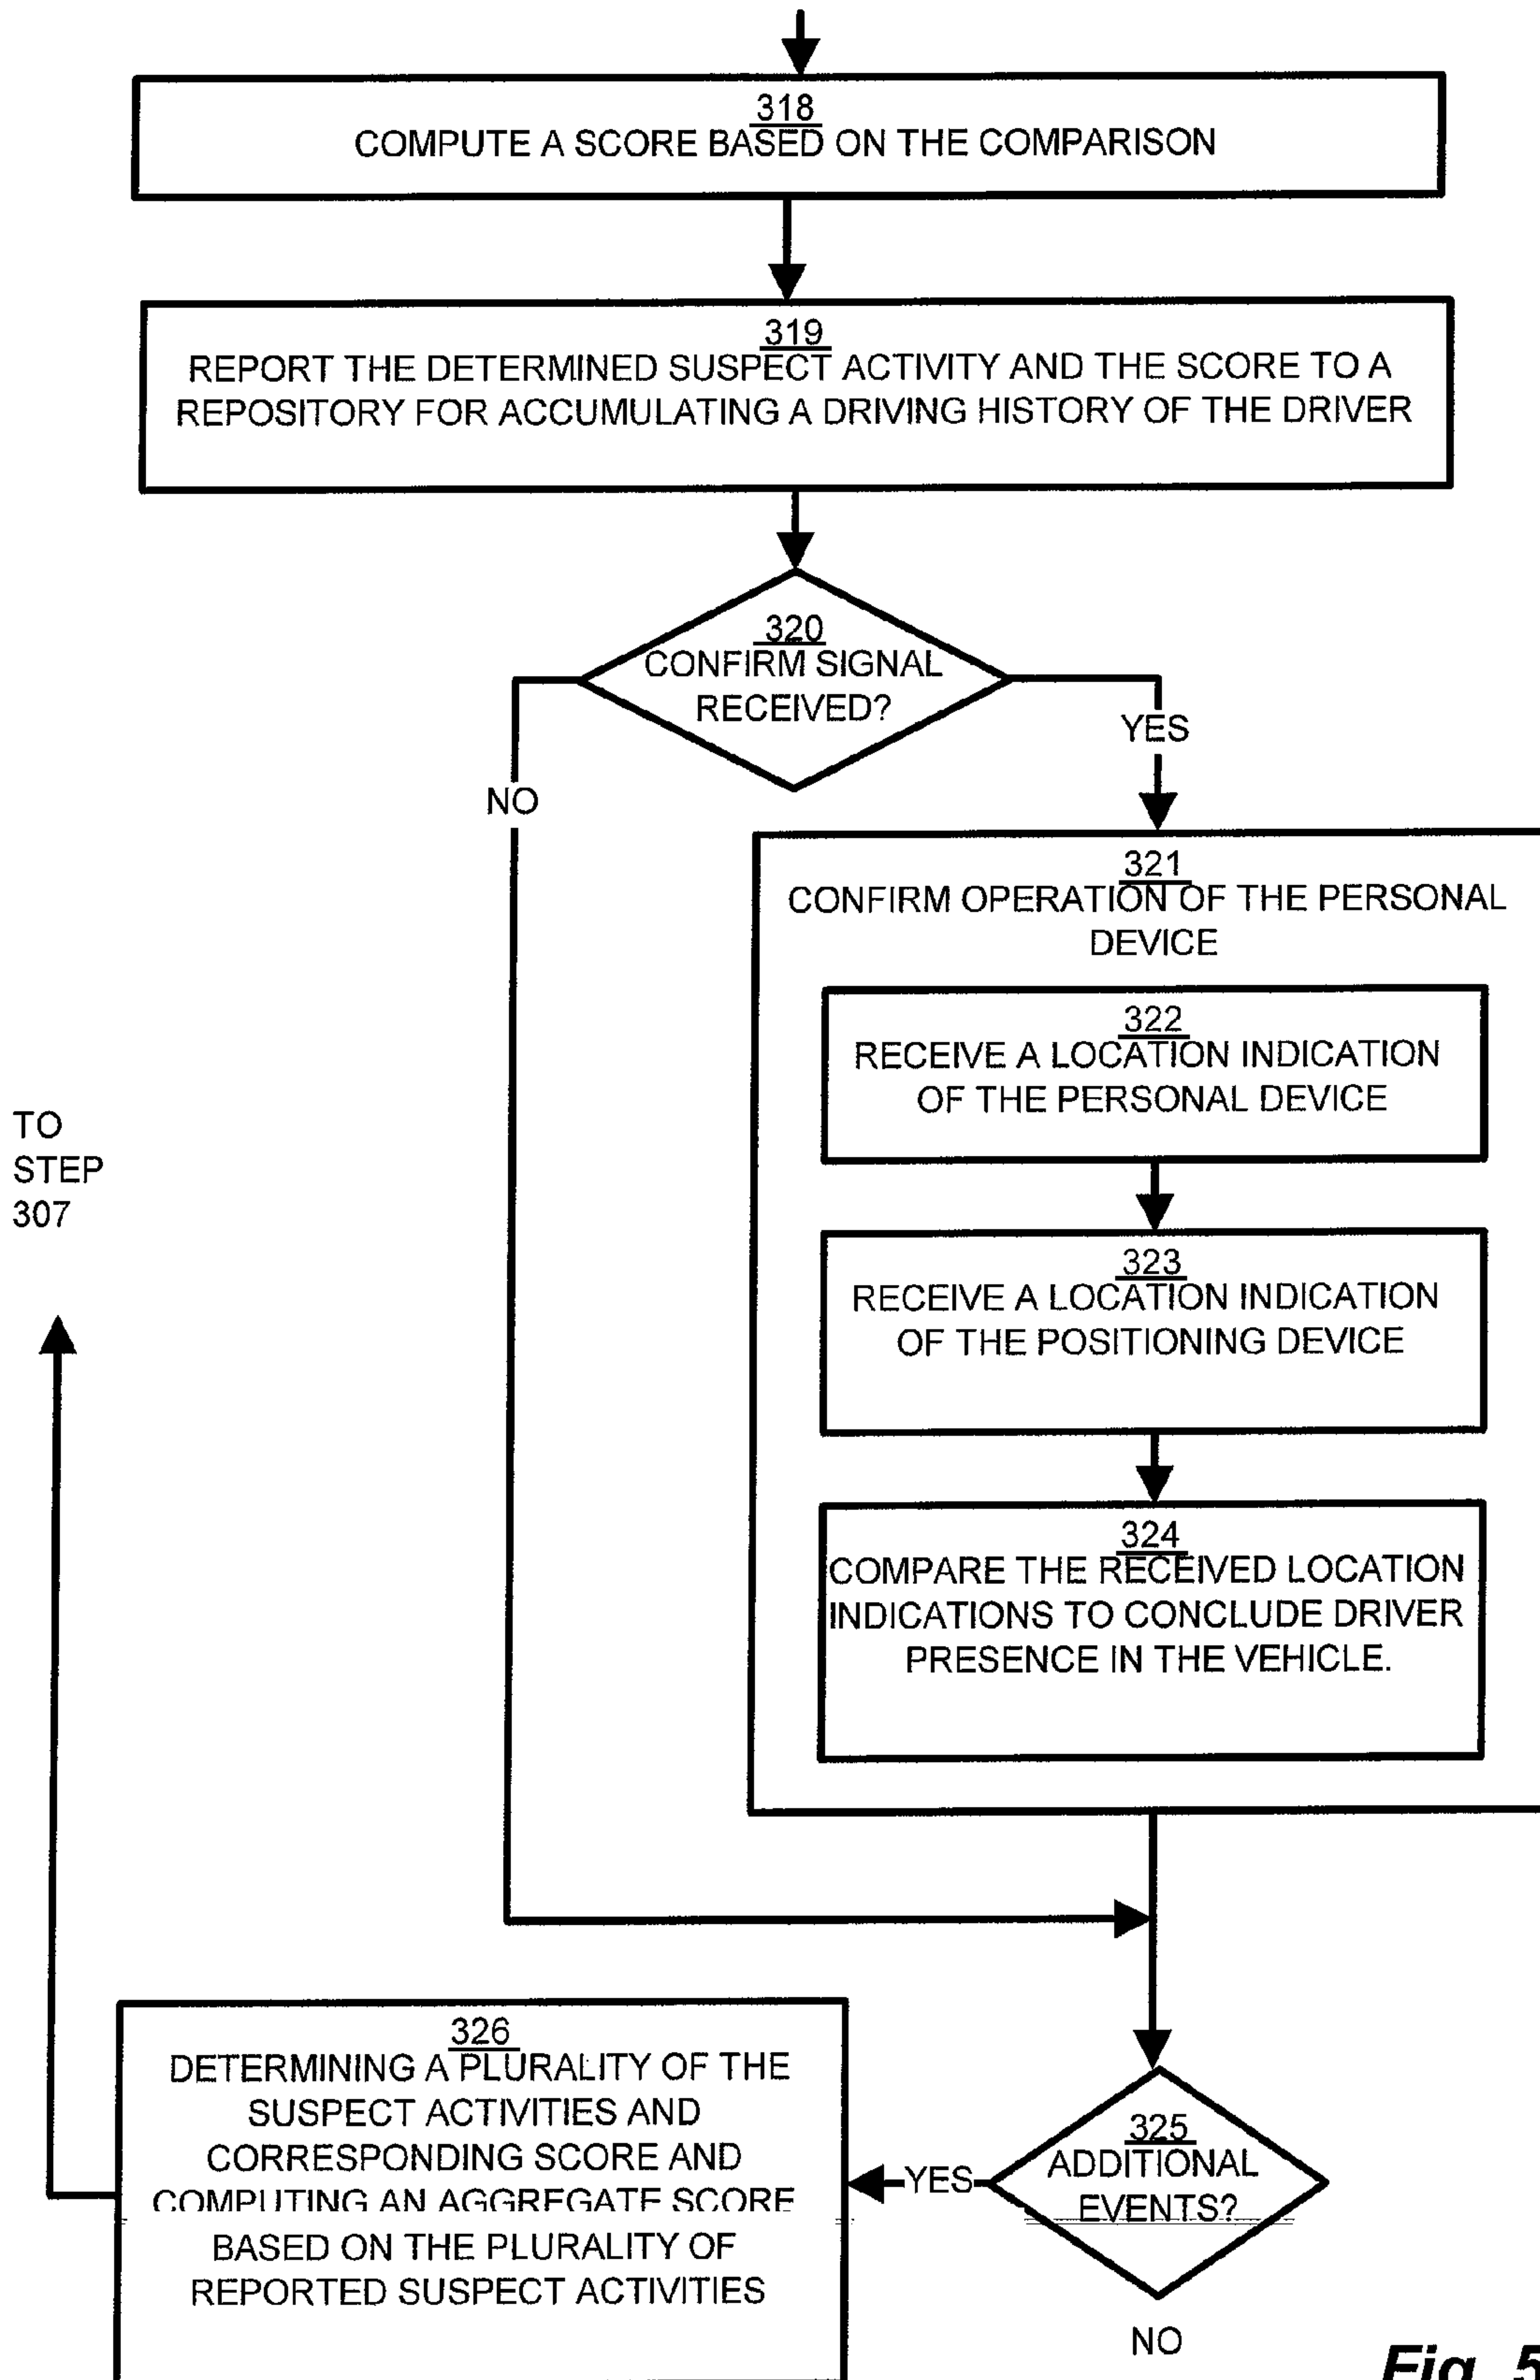 318
COMPUTE A SCORE BASED ON THE COMPARISON
319
REPORT THE DETERMINED SUSPECT ACTIVITY AND THE SCORE TO A
REPOSITORY FOR ACCUMULATING A DRIVING HISTORY OF THE DRIVER
320
CONFIRM SIGNAL
RECEIVED?
YES
NO
321
CONFIRM OPERATION OF THE PERSONAL
DEVICE
322
RECEIVE A LOCATION INDICATION
OF THE PERSONAL DEVICE
TO
STEP
307
323
RECEIVE A LOCATION INDICATION
OF THE POSITIONING DEVICE
324
COMPARE THE RECEIVED LOCATION
INDICATIONS TO CONCLUDE DRIVER
PRESENCE IN THE VEHICLE.
326
DETERMINING A PLURALITY OF THE
SUSPECT ACTIVITIES AND
CORRESPONDING SCORE AND
COMPUTING AN AGGREGATE SCORE
BASED ON THE PLURALITY OF
REPORTED SUSPECT ACTIVITIES
YES
325
ADDITIONAL
EVENTS?
NO
Fig. 5